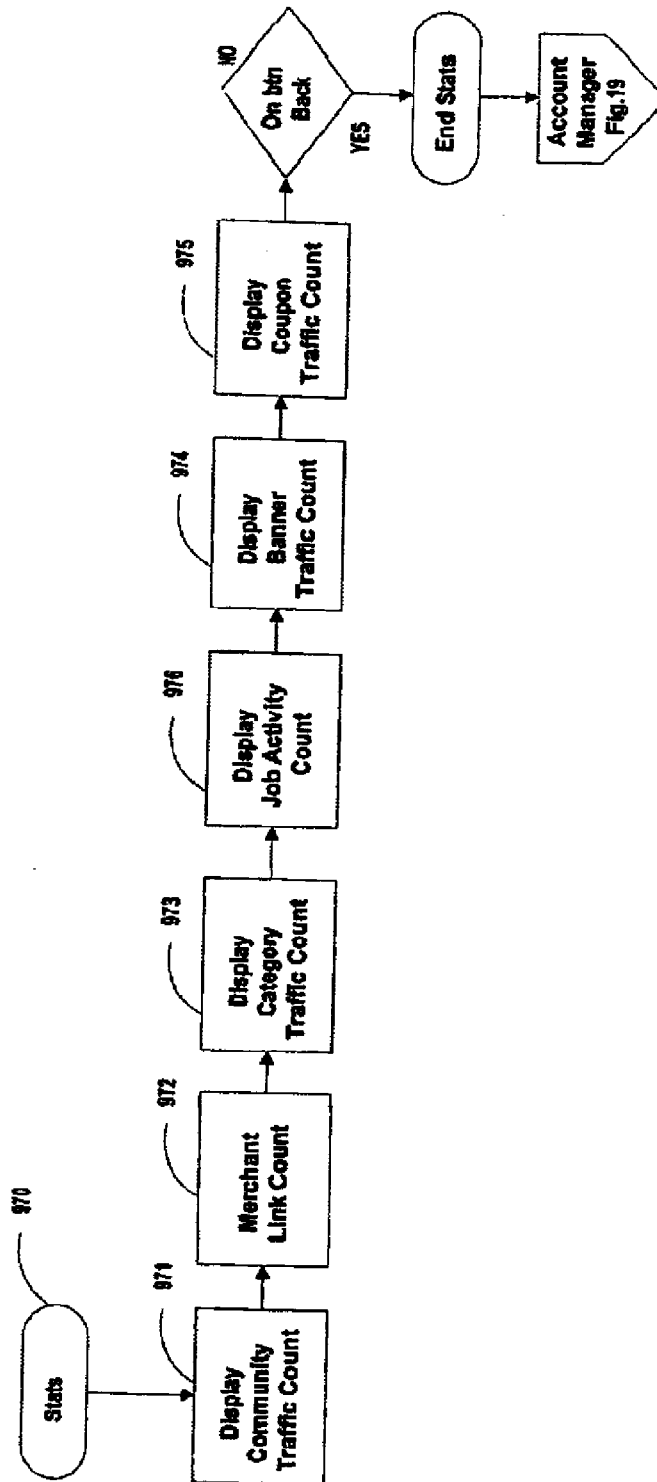 970
Stats
971
Display
Community
Traffic Count
972
Merchant
Link Count
973
Display
Category
Traffic Count
976
Display
Job Activity
Count
974
Display
Banner
Traffic Count
975
Display
Coupon
Traffic Count
On btn
Back
NO
YES
End Stats
Account
Manager
Fig.19